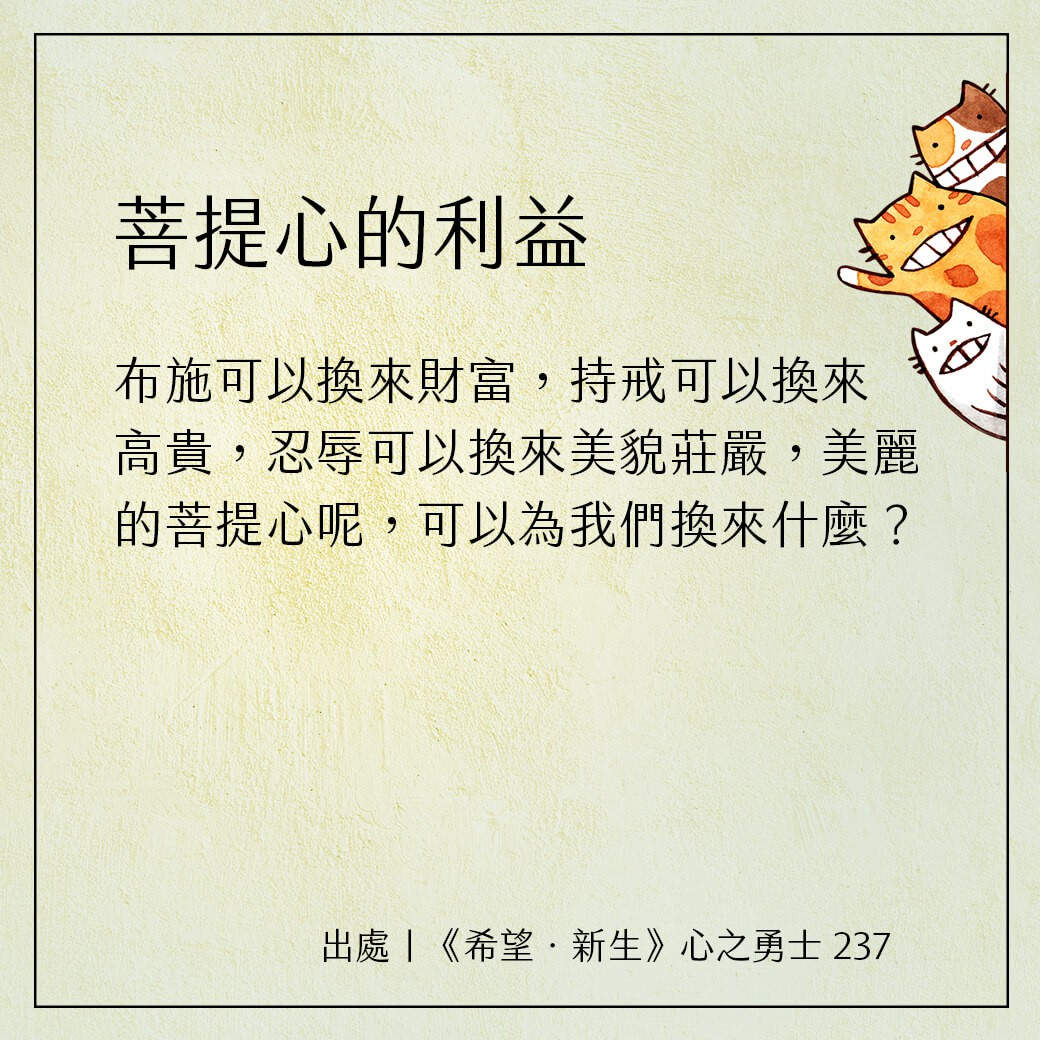 菩提心的利益
布施可以換來財富，持戒可以換來
高貴，忍辱可以換來美貌莊嚴，美麗
的菩提心呢，可以為我們換來什麼？
出處｜《希望．新生》心之勇士 237